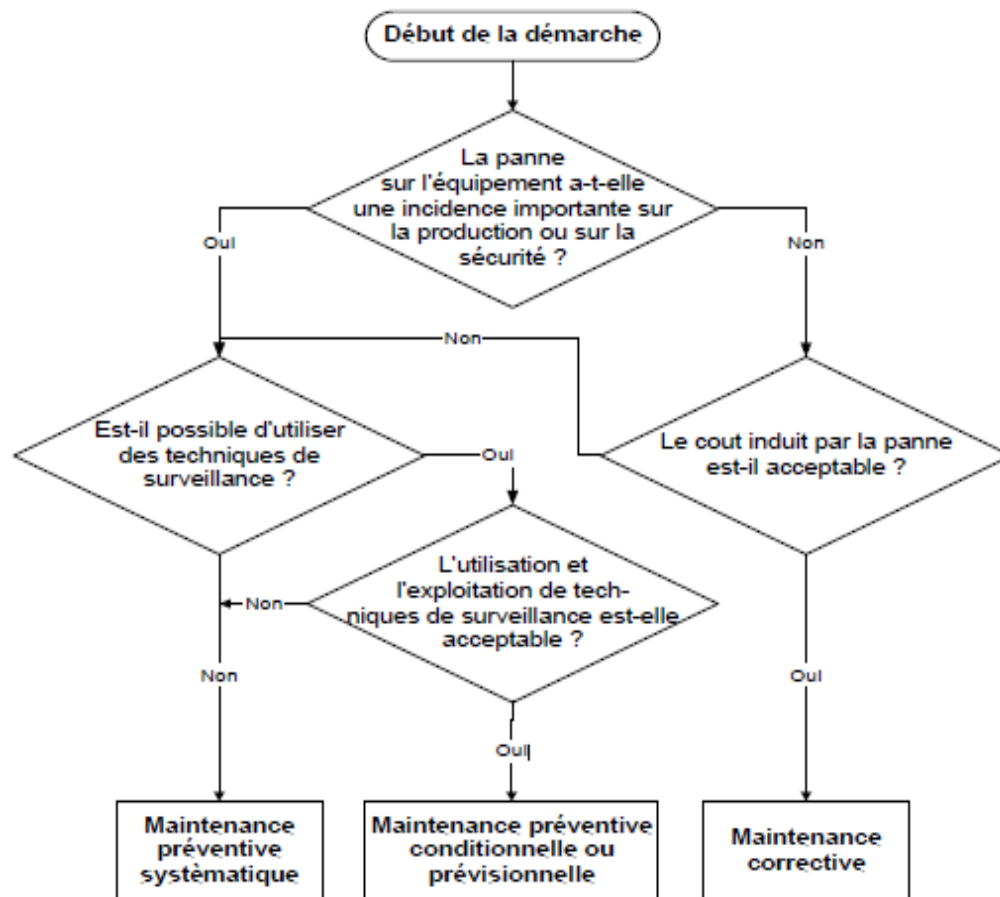 Début de la démarche
La panne
sur l'équipement a-t-elle
une incidence importante sur
la production ou sur la
sécurité ?
Oui
Non
Non
Est-il possible d'utiliser
des techniques de
surveillance ?
Oui
Le cout induit par la panne
est-il acceptable ?
L'utilisation et
l'exploitation de tech-
niques de surveillance est-elle
acceptable ?
Non
Non
Oui
Oui
Maintenance
préventive
systèmatique
Maintenance préventive
conditionnelle ou
prévisionnelle
Maintenance
corrective